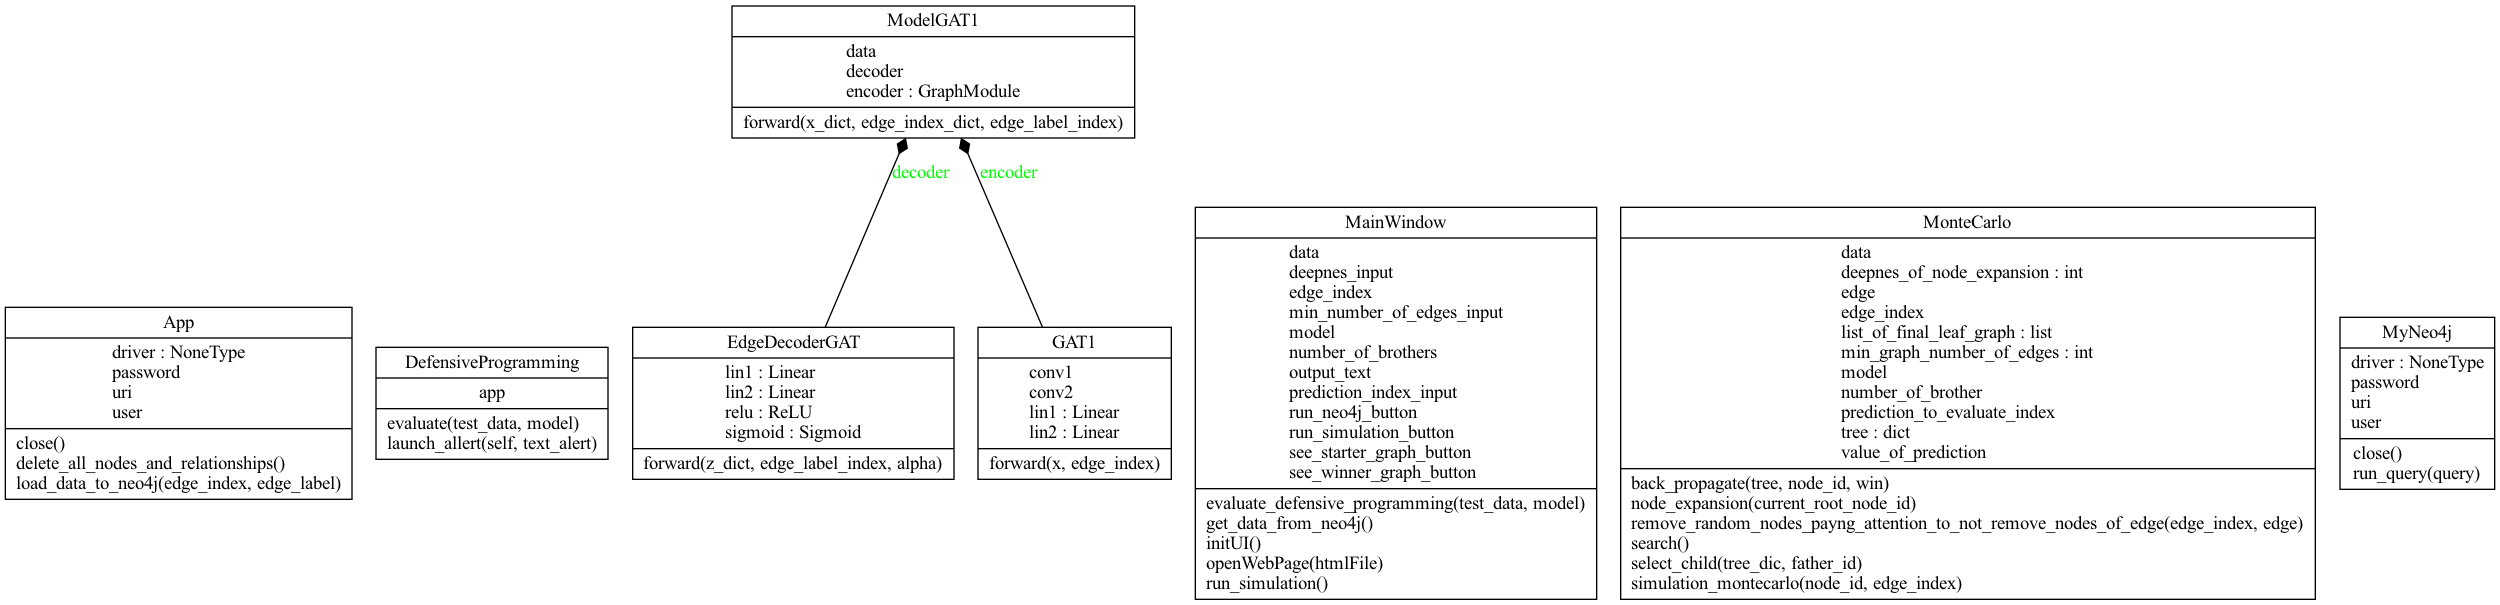 ModelGAT1
data
decoder
encoder : GraphModule
forward(x_dict, edge_index_dict, edge_label_index)
decoder
encoder
App
driver : NoneType
password
uri
user
close()
delete_all_nodes_and_relationships()
load_data_to_neo4j(edge_index, edge_label)
DefensiveProgramming
app
evaluate(test_data, model)
launch_allert(self, text_alert)
EdgeDecoderGAT
lin1 : Linear
lin2 : Linear
relu : ReLU
sigmoid : Sigmoid
forward(z_dict, edge_label_index, alpha)
GAT1
conv1
conv2
lin1 : Linear
lin2 : Linear
forward(x, edge_index)
MainWindow
data
deepnes_input
edge_index
min_number_of_edges_input
model
number_of_brothers
output_text
prediction_index_input
run_neo4j_button
run_simulation_button
see_starter_graph_button
see_winner_graph_button
evaluate_defensive_programming(test_data, model)
get_data_from_neo4j()
initUI()
openWebPage(htmlFile)
run_simulation()
MonteCarlo
data
deepnes_of_node_expansion : int
edge
edge_index
list_of_final_leaf_graph : list
min_graph_number_of_edges : int
model
number_of_brother
prediction_to_evaluate_index
tree : dict
value_of_prediction
back_propagate(tree, node_id, win)
node_expansion(current_root_node_id)
remove_random_nodes_payng_attention_to_not_remove_nodes_of_edge(edge_index, edge)
search()
select_child(tree_dic, father_id)
simulation_montecarlo(node_id, edge_index)
MyNeo4j
driver : NoneType
password
uri
user
close()
run_query(query)